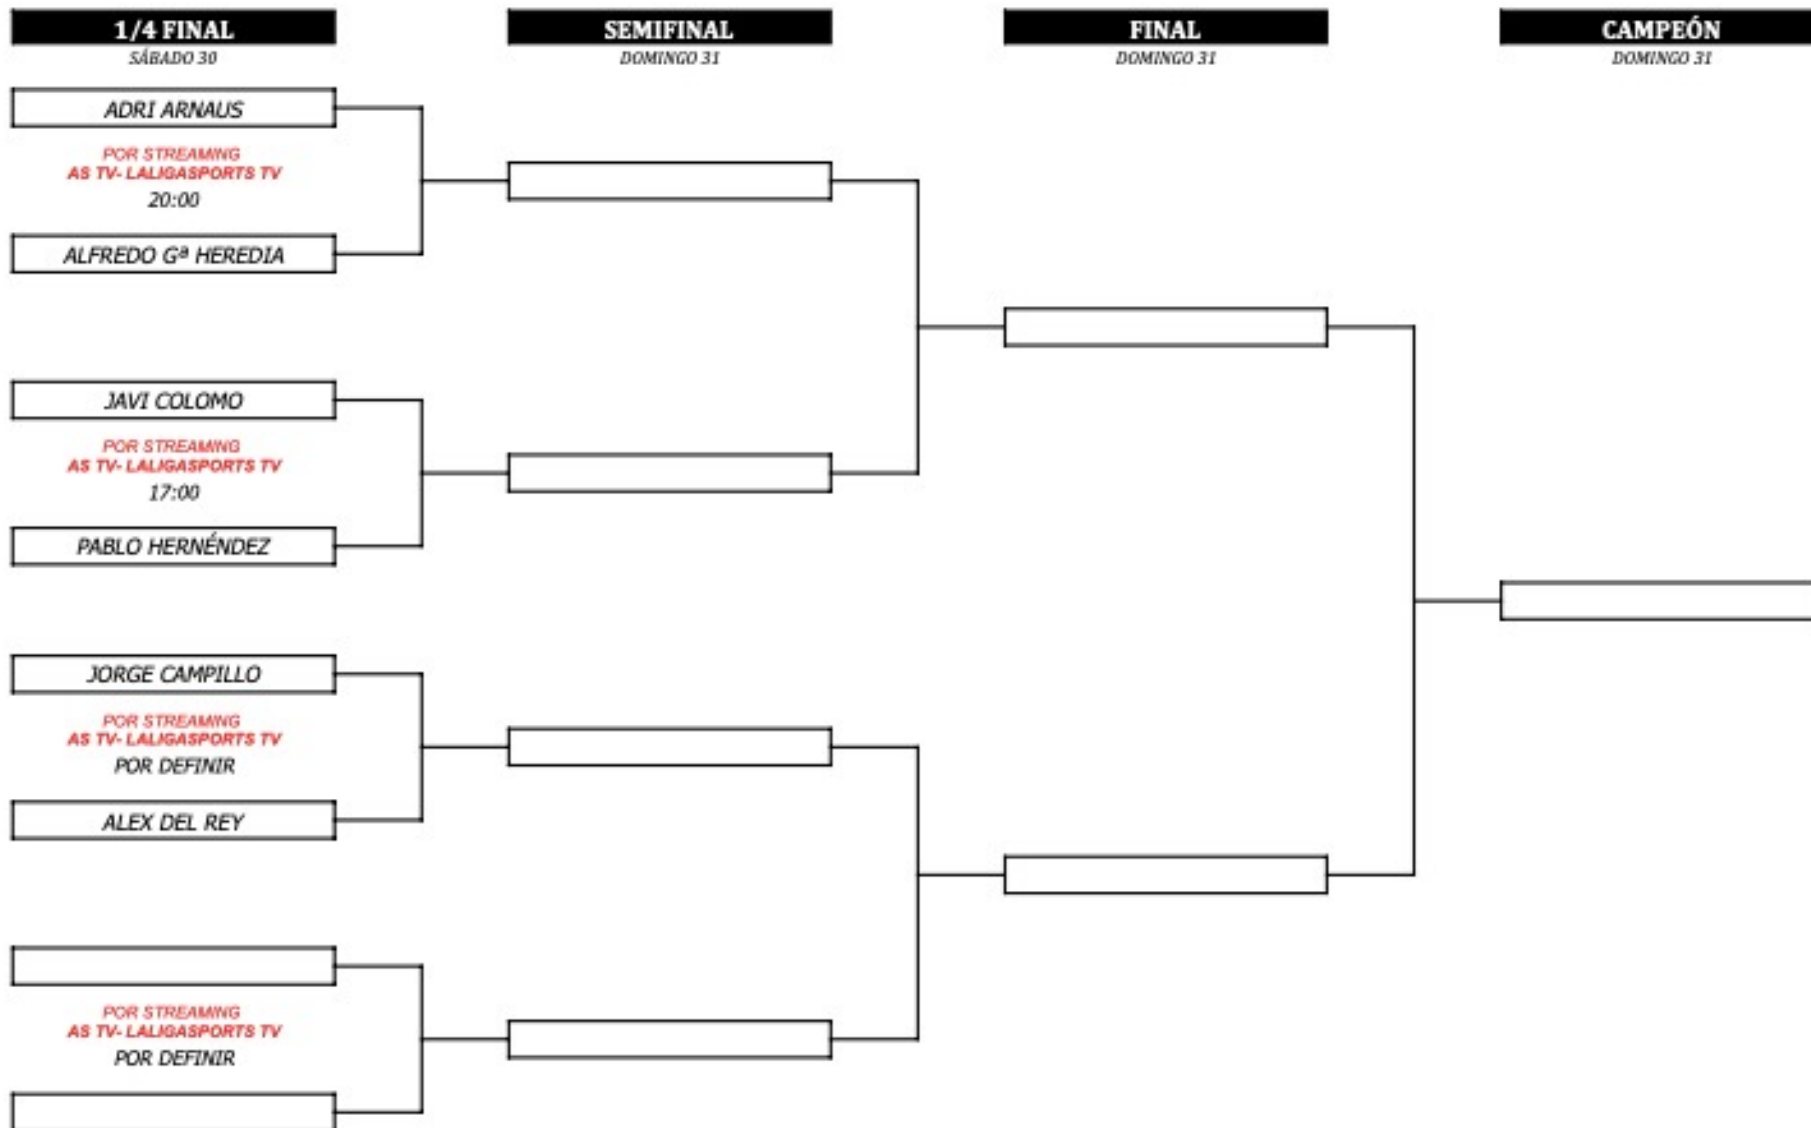 1/4 FINAL
SÁBADO 30
SEMIFINAL
DOMINGO 31
FINAL
DOMINGO 31
CAMPEÓN
DOMINGO 31
ADRI ARNAUS
POR STREAMING
AS TV- LALIGASPORTS TV
20:00
ALFREDO Gª HEREDIA
JAVI COLOMO
POR STREAMING
AS TV- LALIGASPORTS TV
17:00
PABLO HERNÉNDEZ
JORGE CAMPILLO
POR STREAMING
AS TV- LALIGASPORTS TV
POR DEFINIR
ALEX DEL REY
POR STREAMING
AS TV- LALIGASPORTS TV
POR DEFINIR